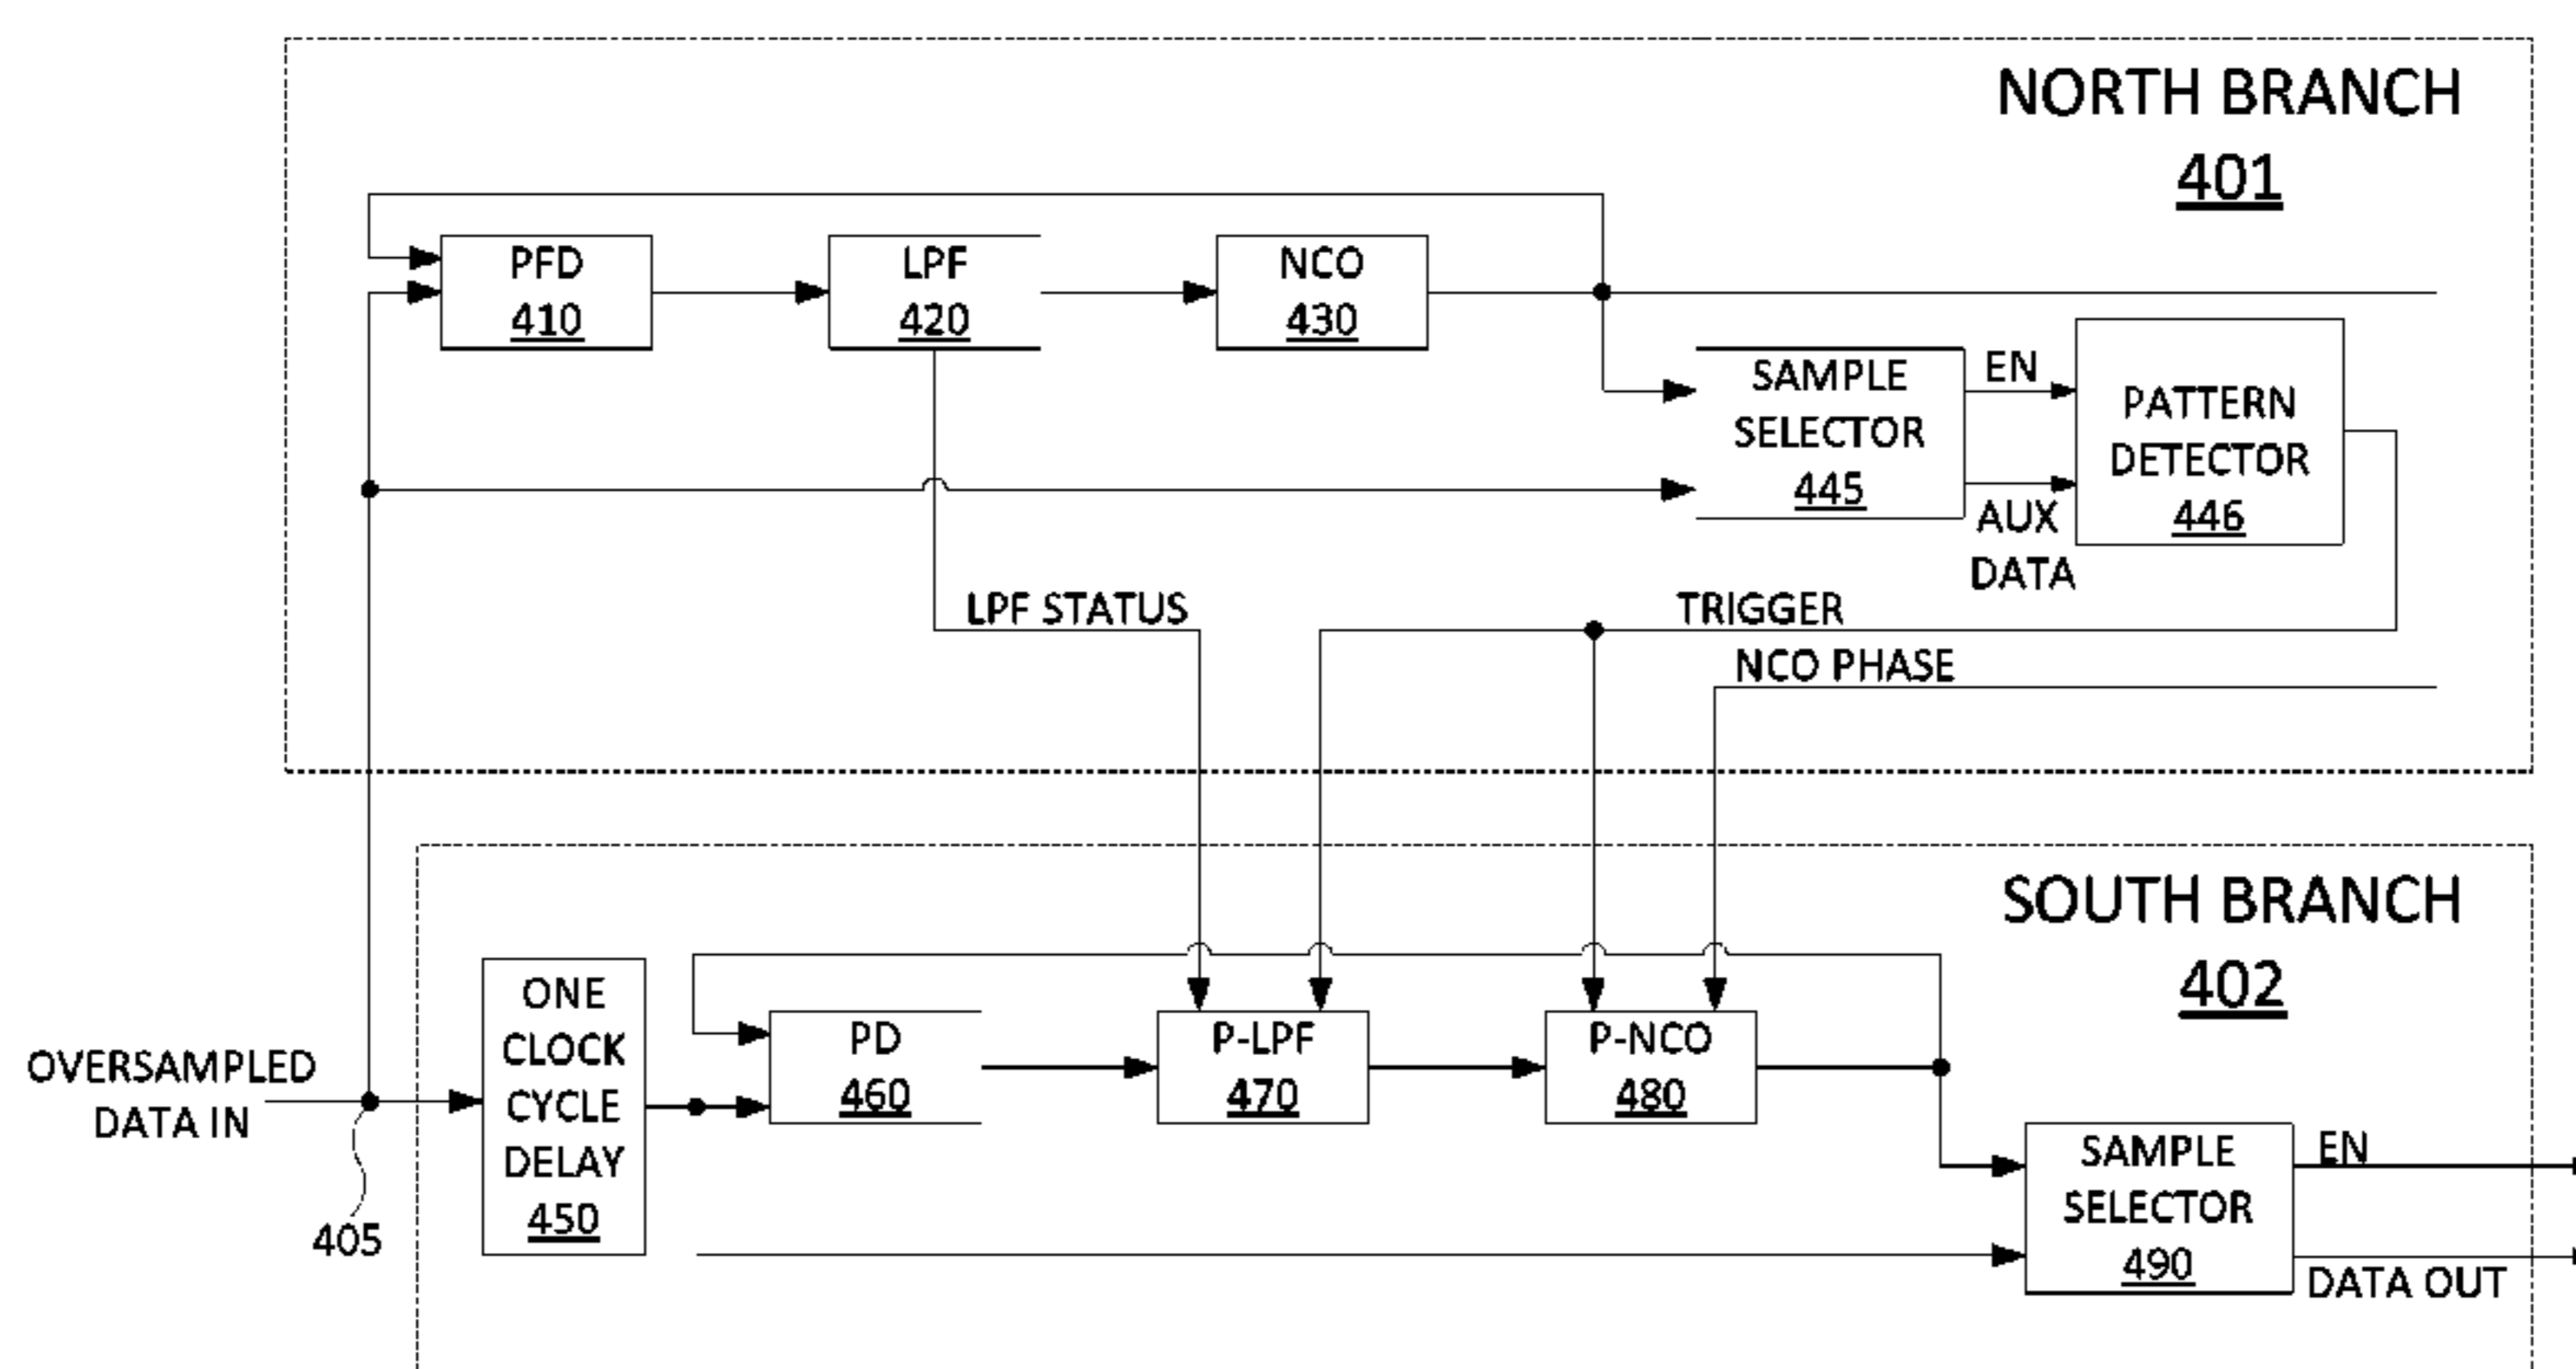 NORTH BRANCH
401
PFD
410
LPF
420
NCO
430
SAMPLE
SELECTOR
445
EN
AUX
DATA
PATTERN
DETECTOR
446
LPF STATUS
TRIGGER
NCO PHASE
SOUTH BRANCH
402
OVERSAMPLED
DATA IN
405
ONE
CLOCK
CYCLE
DELAY
450
PD
460
P-LPF
470
P-NCO
480
SAMPLE
SELECTOR
490
EN
DATA OUT